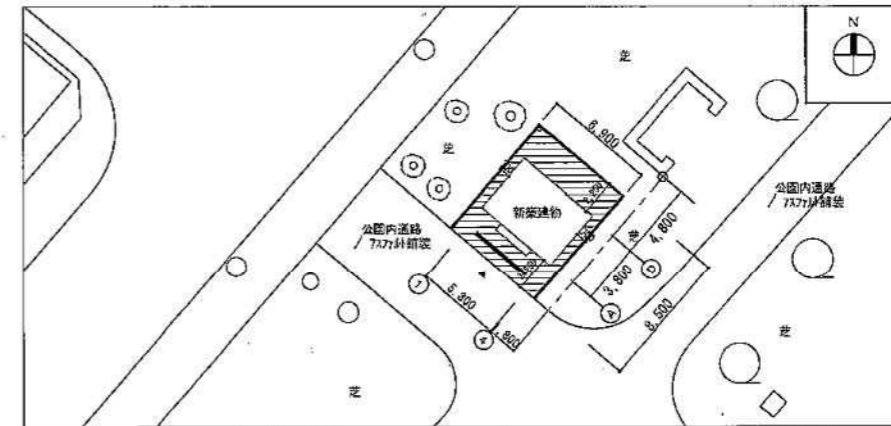 N
芝
6,900
芝
公園内通路
アスファルト舗装
新築建物
公園内通路
アスファルト舗装
芝
4,800
D
1
5,300
3,800
A
8,500
4
,800
芝
芝